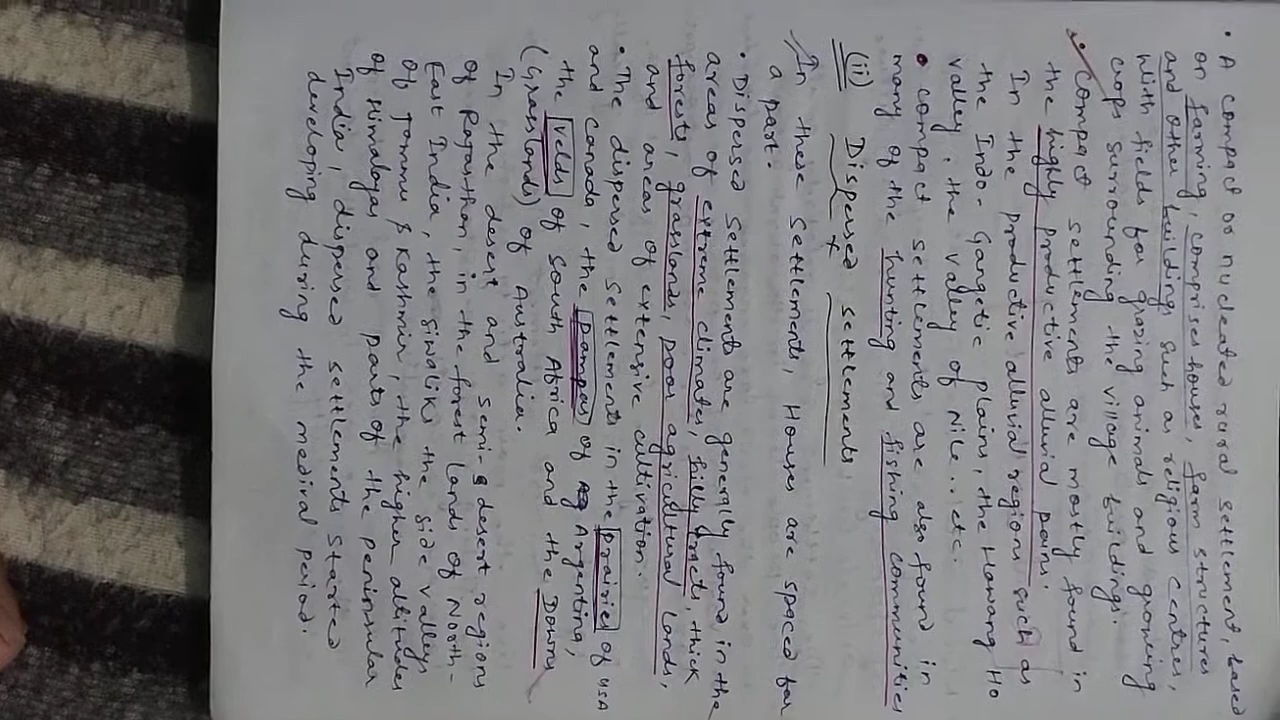 • A compact or nucleated rural settlement, based
on farming, comprises houses, farm structures
and other buildings such as religious centres,
with fields for grazing animals and growing
crops surrounding the village buildings.
• Compact settlements are mostly found in
the highly productive alluvial pains.
In the productive alluvial regions such as
the Indo-Gangetic plains, the Hawang Ho
valley, the valley of Nile.. etc.
• compact settlements are also found in
many of the hunting and fishing communities
(ii) Dispersed settlements.
In these settlements, Houses are spaced far
a part.
• Dispersed settlements are generally found in the
areas of extreme climates, hilly tracts, thick
forests, grasslands, poor agricultural lands,
and areas of extensive cultivation.
• The dispersed settlements in the prairie of USA
and canada, the pampas of Argentina,
the velds of south Africa and the Downs
(Grasslands) of Australia.
In the desert and semi-desert regions
of Rajasthan, in the forest lands of North-
East India, the siwaliks the side valleys
of Jammu & Kashmir, the higher altitudes
of Himalayas and parts of the peninsular
India, dispersed settlements started
developing during the medival peiod.